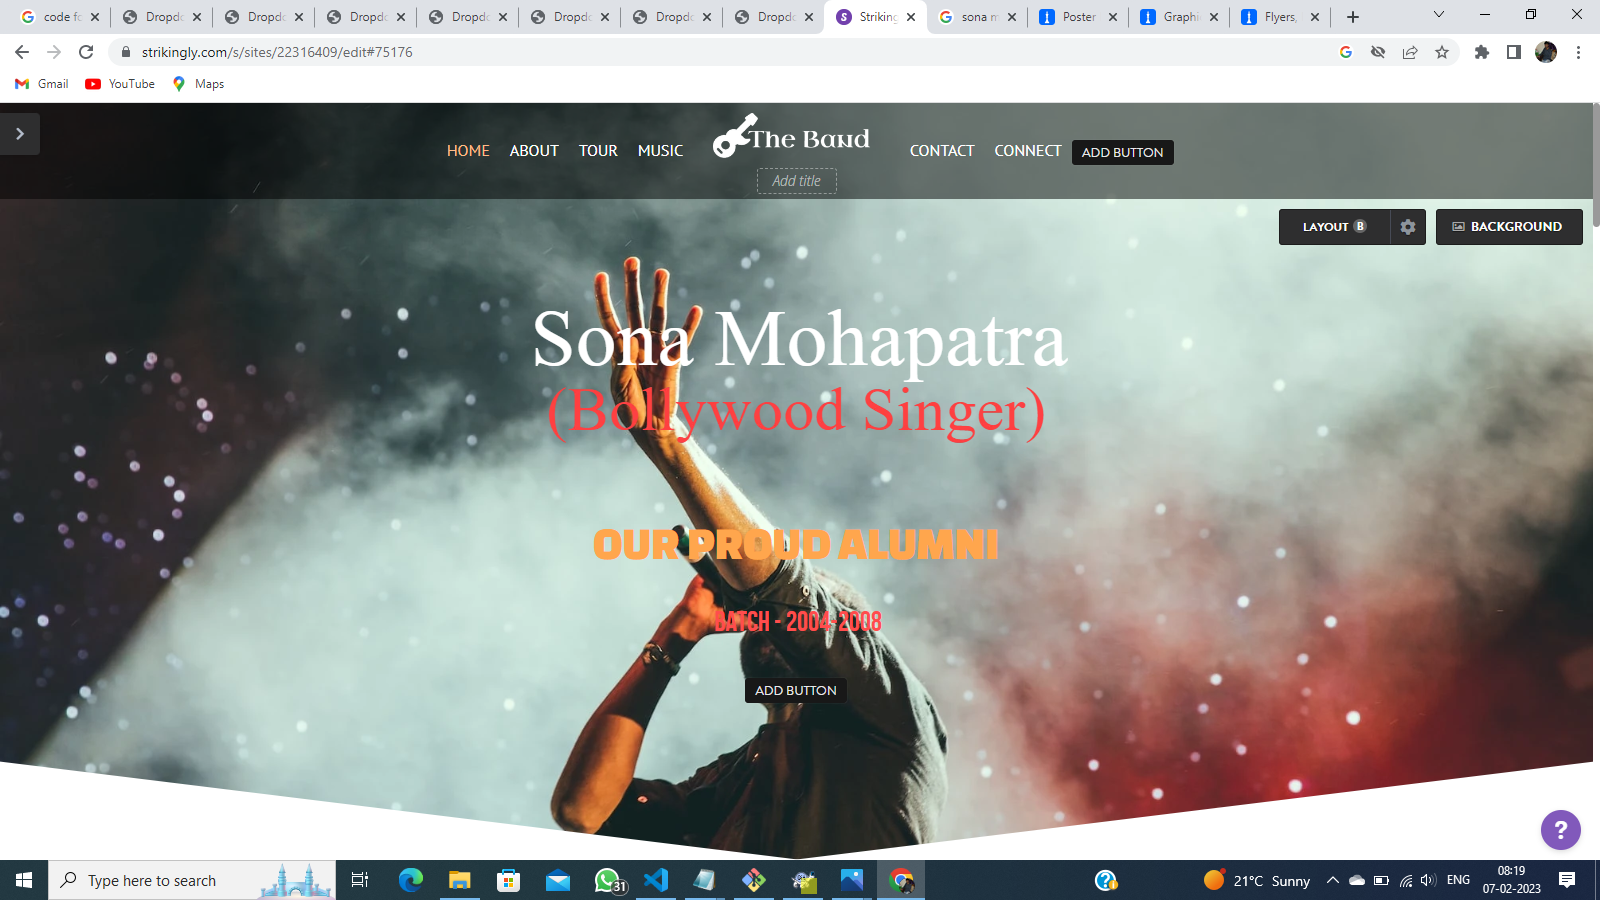 code fo
Dropdo
Dropdo
Dropdo
Dropdo
Dropdo
Dropdo
Dropdo
Striking
sona m
Poster
Graphi
Flyers,
strikingly.com/s/sites/22316409/edit#75176
Gmail
YouTube
Maps
HOME
ABOUT
TOUR
MUSIC
The Band
CONTACT
CONNECT
ADD BUTTON
Add title
LAYOUT B
BACKGROUND
Sona Mohapatra
(Bollywood Singer)
OUR PROUD ALUMNI
BATCH - 2004-2008
ADD BUTTON
?
Type here to search
31
21°C Sunny
ENG
08:19
07-02-2023